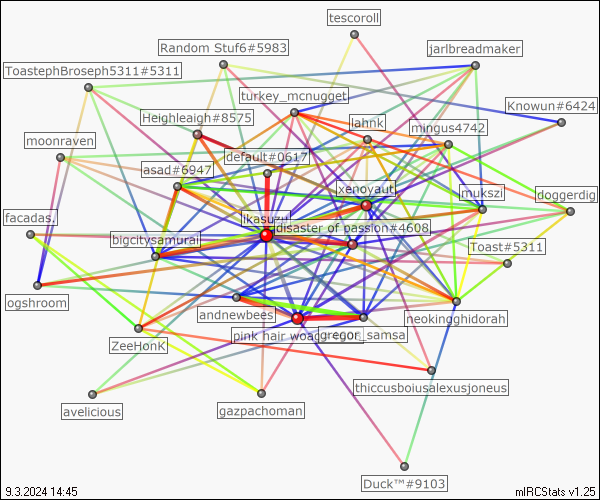 tescoroll
Random Stuf6#5983
jarlbreadmaker
ToastephBroseph5311#5311
turkey_mcnugget
Knowun#6424
Heighleaigh#8575
lahnk
mingus4742
moonraven
default#0617
asad#6947
xenovaut
mukszi
doggerdig
facadas.
likasuyu
disaster of passion#4608
bigcitysamurai
Toast#5311
ogshroom
andnewbees
neokingghidorah
pink hair woa
gregor_samsa
ZeeHonK
thiccusboiusalexusjoneus
avelicious
gazpachoman
Duck™#9103
9.3.2024 14:45
mIRCStats v1.25